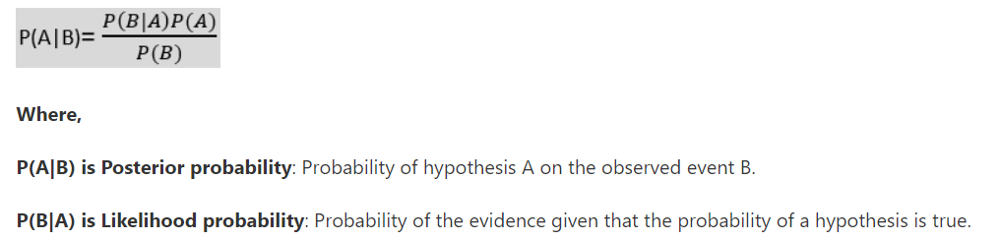 P(A|B)= P(B|A)P(A)
P(B)
Where,
P(A|B) is Posterior probability: Probability of hypothesis A on the observed event B.
P(B|A) is Likelihood probability: Probability of the evidence given that the probability of a hypothesis is true.